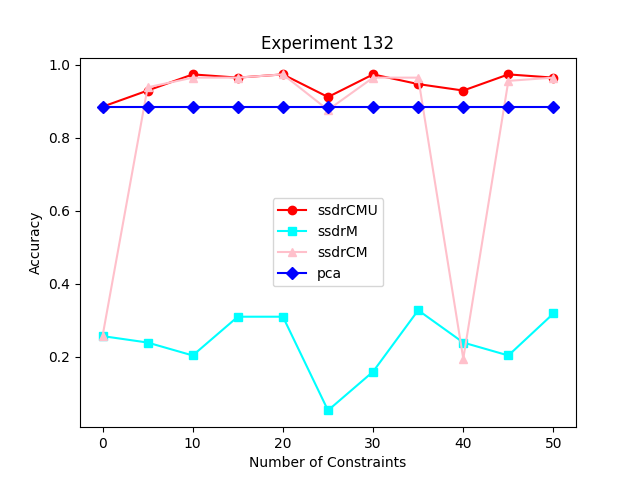 Experiment 132
1.0
0.8
0.6
0.4
0.2
Accuracy
ssdrCMU
ssdrM
ssdrCM
pca
0
10
20
30
40
50
Number of Constraints